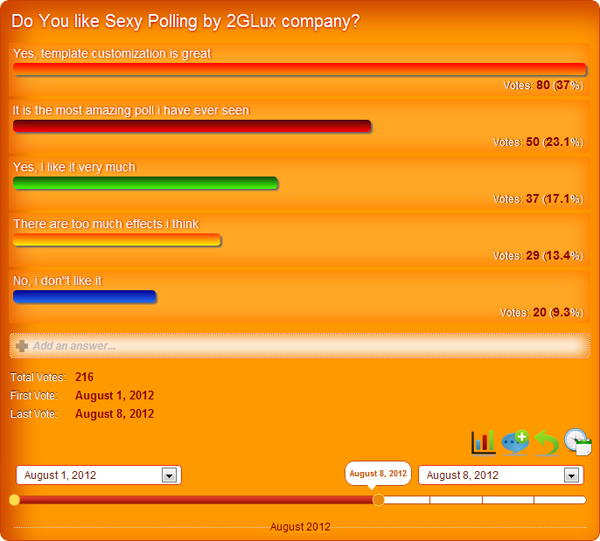 Do You like Sexy Polling by 2GLux company?
Yes, template customization is great
Votes: 80 (37%)
It is the most amazing poll i have ever seen
Votes: 50 (23.1%)
Yes, I like it very much
Votes: 37 (17.1%)
There are too much effects i think
Votes: 29 (13.4%)
No, i don"t like it
Votes: 20 (9.3%)
Add an answer...
Total Votes: 216
First Vote: August 1, 2012
Last Vote: August 8, 2012
August 1, 2012 August 8, 2012 August 8, 2012
August 2012